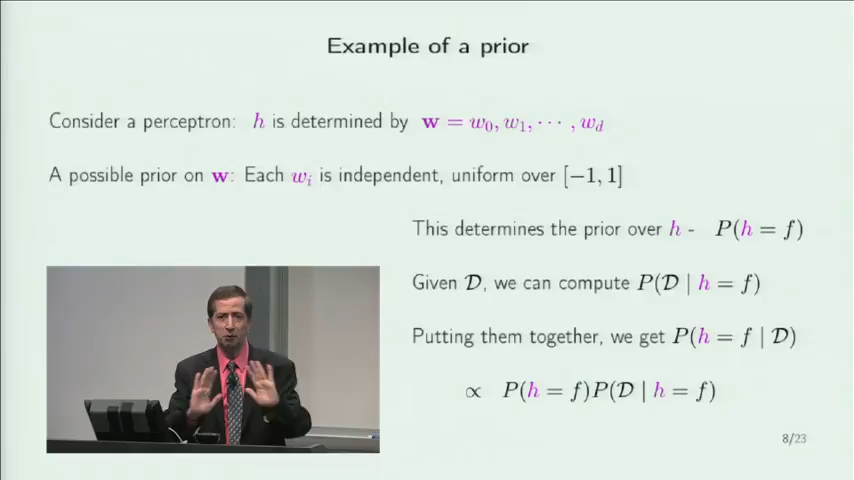 Example of a prior
Consider a perceptron: h is determined by w = w₀, w₁, ⋯ , w_d
A possible prior on w: Each wᵢ is independent, uniform over [−1, 1]
This determines the prior over h - P(h = f)
Given 𝒟, we can compute P(𝒟 | h = f)
Putting them together, we get P(h = f | 𝒟)
∝ P(h = f)P(𝒟 | h = f)
8/23